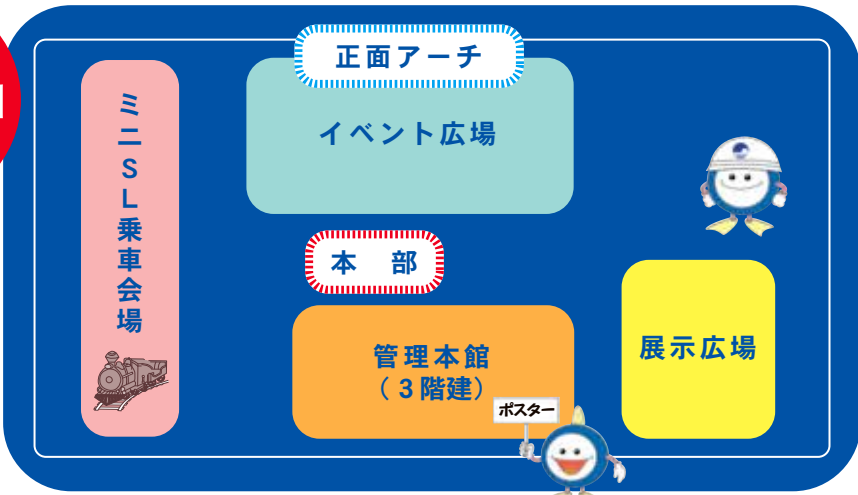 正面アーチ
イベント広場
ミニSL乗車会場
本 部
管理本館
（3階建）
展示広場
ポスター